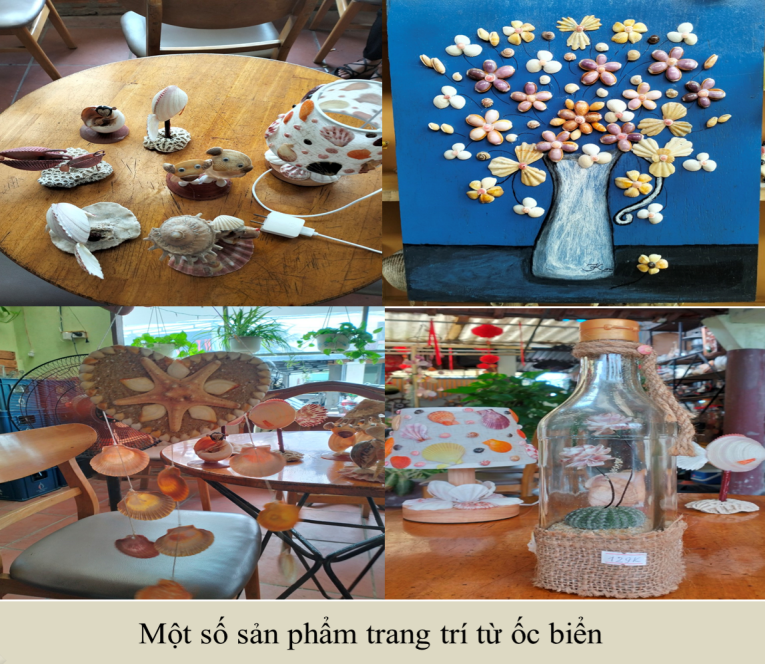 Một số sản phẩm trang trí từ ốc biển